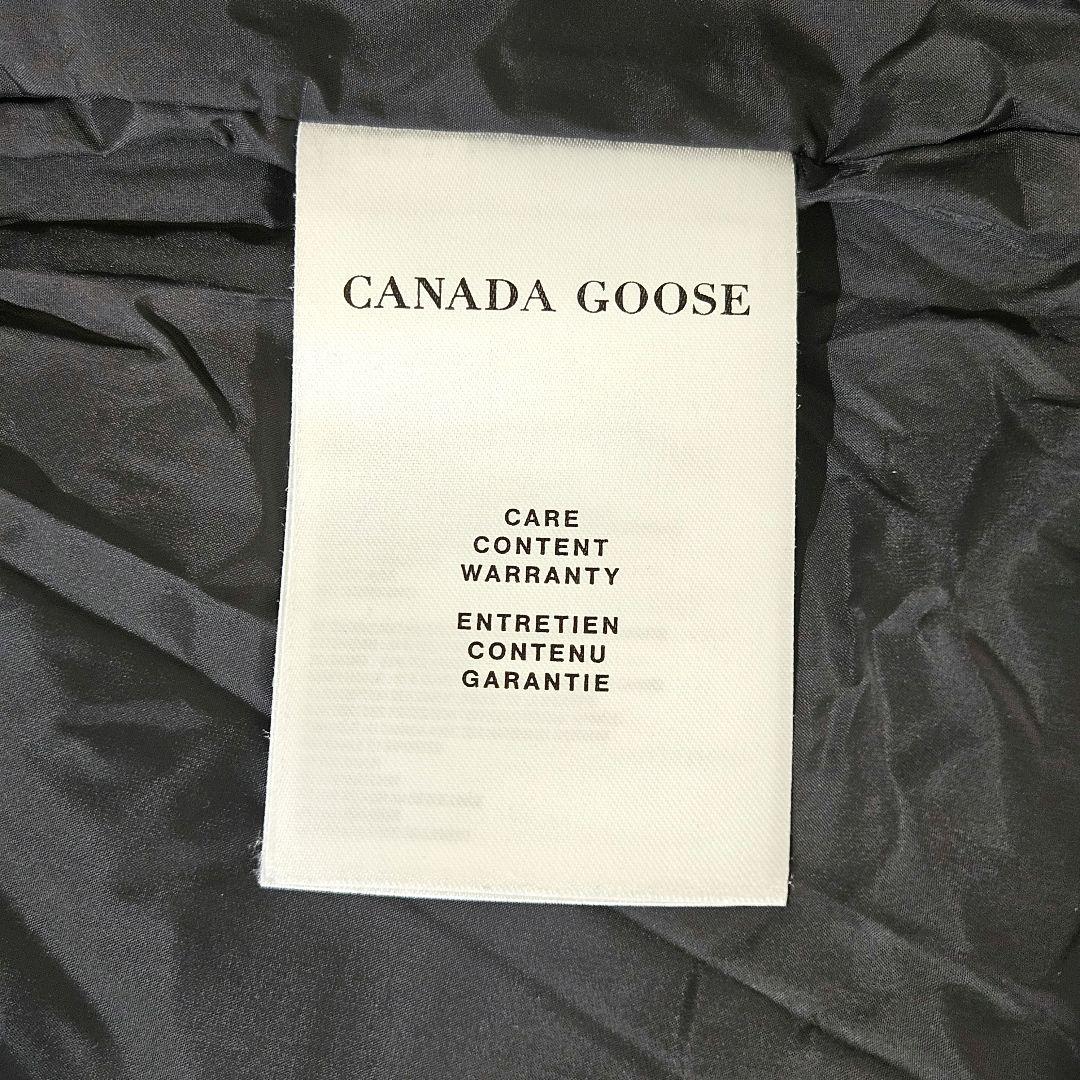 CANADA GOOSE
CARE
CONTENT
WARRANTY
ENTRETIEN
CONTENU
GARANTIE